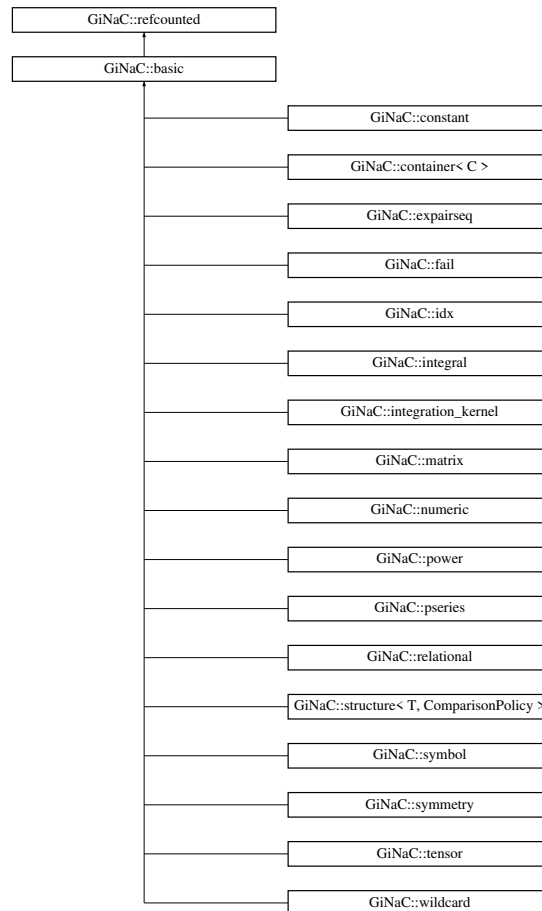 GiNaC::refcounted
GiNaC::basic
GiNaC::constant
GiNaC::container< C >
GiNaC::expairseq
GiNaC::fail
GiNaC::idx
GiNaC::integral
GiNaC::integration_kernel
GiNaC::matrix
GiNaC::numeric
GiNaC::power
GiNaC::pseries
GiNaC::relational
GiNaC::structure< T, ComparisonPolicy >
GiNaC::symbol
GiNaC::symmetry
GiNaC::tensor
GiNaC::wildcard